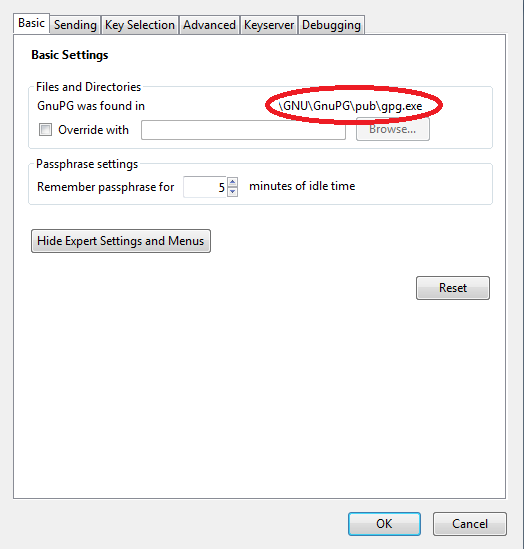 Basic Sending Key Selection Advanced Keyserver Debugging
Basic Settings
Files and Directories
GnuPG was found in \GNU\GnuPG\pub\gpg.exe
Override with Browse...
Passphrase settings
Remember passphrase for 5 minutes of idle time
Hide Expert Settings and Menus
Reset
OK Cancel